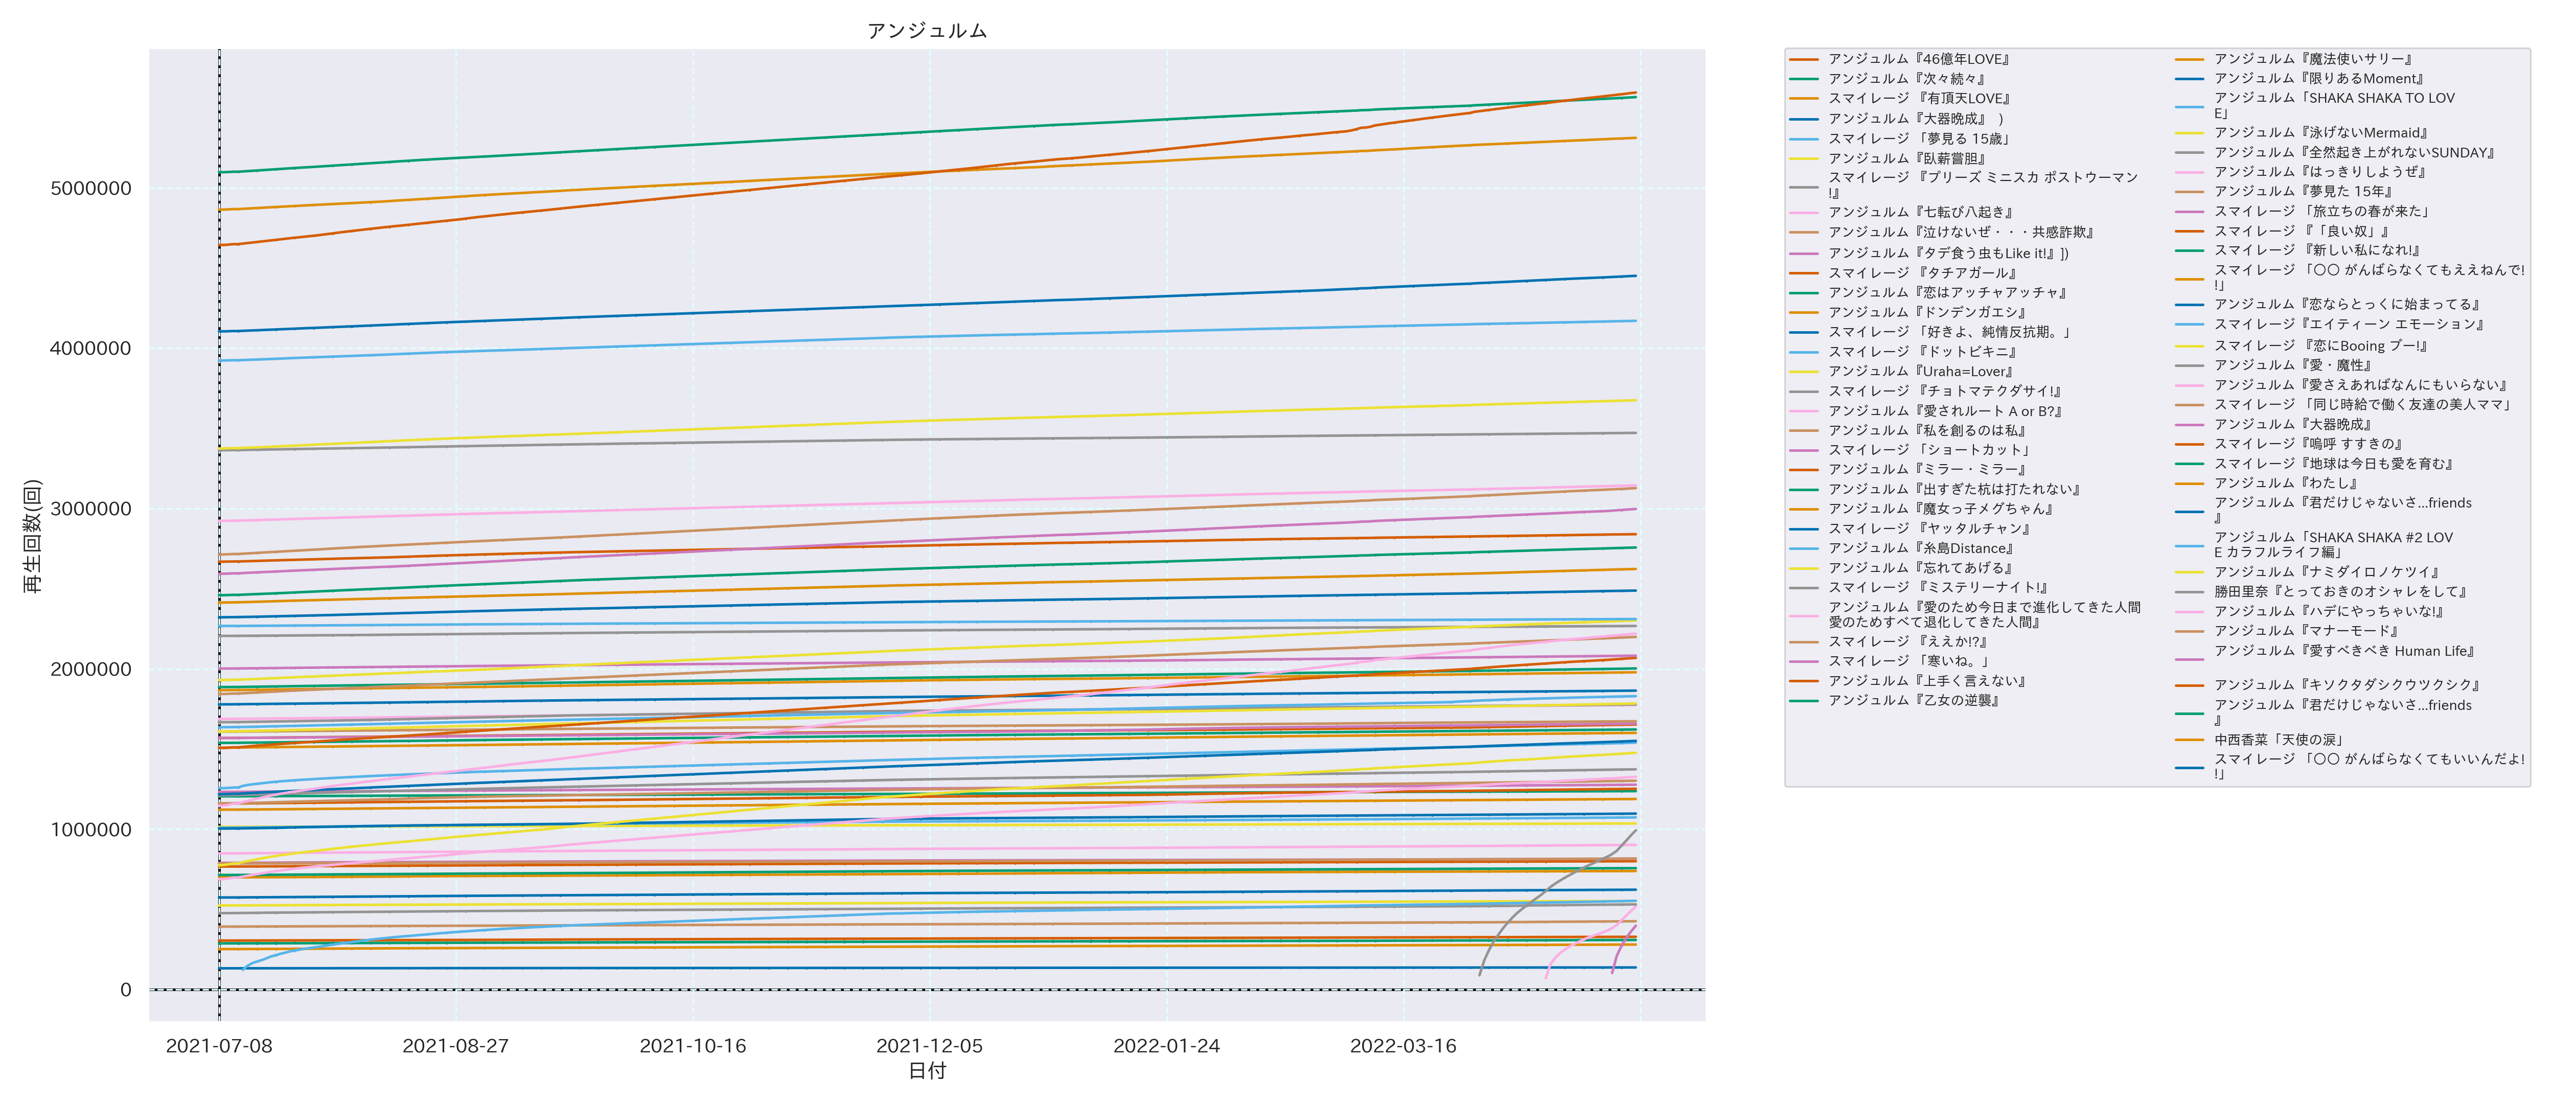 アンジュルム
再生回数(回)
5000000
4000000
3000000
2000000
1000000
0
2021-07-08
2021-08-27
2021-10-16
2021-12-05
2022-01-24
2022-03-16
日付
アンジュルム『46億年LOVE』
アンジュルム『次々続々』
スマイレージ 『有頂天LOVE』
アンジュルム『大器晩成』 )
スマイレージ 「夢見る 15歳」
アンジュルム『臥薪嘗胆』
スマイレージ 『プリーズ ミニスカ ポストウーマン
!』
アンジュルム『七転び八起き』
アンジュルム『泣けないぜ・・・共感詐欺』
アンジュルム『タデ食う虫もLike it!』])
スマイレージ 『タチアガール』
アンジュルム『恋はアッチャアッチャ』
アンジュルム『ドンデンガエシ』
スマイレージ 「好きよ、純情反抗期。」
スマイレージ 『ドットビキニ』
アンジュルム『Uraha=Lover』
スマイレージ 『チョトマテクダサイ!』
アンジュルム『愛されルート A or B?』
アンジュルム『私を創るのは私』
スマイレージ 「ショートカット」
アンジュルム『ミラー・ミラー』
アンジュルム『出すぎた杭は打たれない』
アンジュルム『魔女っ子メグちゃん』
スマイレージ 『ヤッタルチャン』
アンジュルム『糸島Distance』
アンジュルム『忘れてあげる』
スマイレージ 『ミステリーナイト!』
アンジュルム『愛のため今日まで進化してきた人間
愛のためすべて退化してきた人間』
スマイレージ 『ええか!?』
スマイレージ 「寒いね。」
アンジュルム『上手く言えない』
アンジュルム『乙女の逆襲』
アンジュルム『魔法使いサリー』
アンジュルム『限りあるMoment』
アンジュルム「SHAKA SHAKA TO LOV
E」
アンジュルム『泳げないMermaid』
アンジュルム『全然起き上がれないSUNDAY』
アンジュルム『はっきりしようぜ』
アンジュルム『夢見た 15年』
スマイレージ 「旅立ちの春が来た」
スマイレージ 『「良い奴」』
スマイレージ 『新しい私になれ!』
スマイレージ 「〇〇 がんばらなくてもええねんで!
!」
アンジュルム『恋ならとっくに始まってる』
スマイレージ 『エイティーン エモーション』
スマイレージ 『恋にBooing ブー!』
アンジュルム『愛・魔性』
アンジュルム『愛さえあればなんにもいらない』
スマイレージ 「同じ時給で働く友達の美人ママ」
アンジュルム『大器晩成』
スマイレージ『嗚呼 すすきの』
スマイレージ『地球は今日も愛を育む』
アンジュルム『わたし』
アンジュルム『君だけじゃないさ...friends
』
アンジュルム「SHAKA SHAKA #2 LOV
E カラフルライフ編」
アンジュルム『ナミダイロノケツイ』
勝田里奈『とっておきのオシャレをして』
アンジュルム『ハデにやっちゃいな!』
アンジュルム『マナーモード』
アンジュルム『愛すべきべき Human Life』
アンジュルム『キソクタダシクウツクシク』
アンジュルム『君だけじゃないさ...friends
』
中西香菜「天使の涙」
スマイレージ 「〇〇 がんばらなくてもいいんだよ!
!」